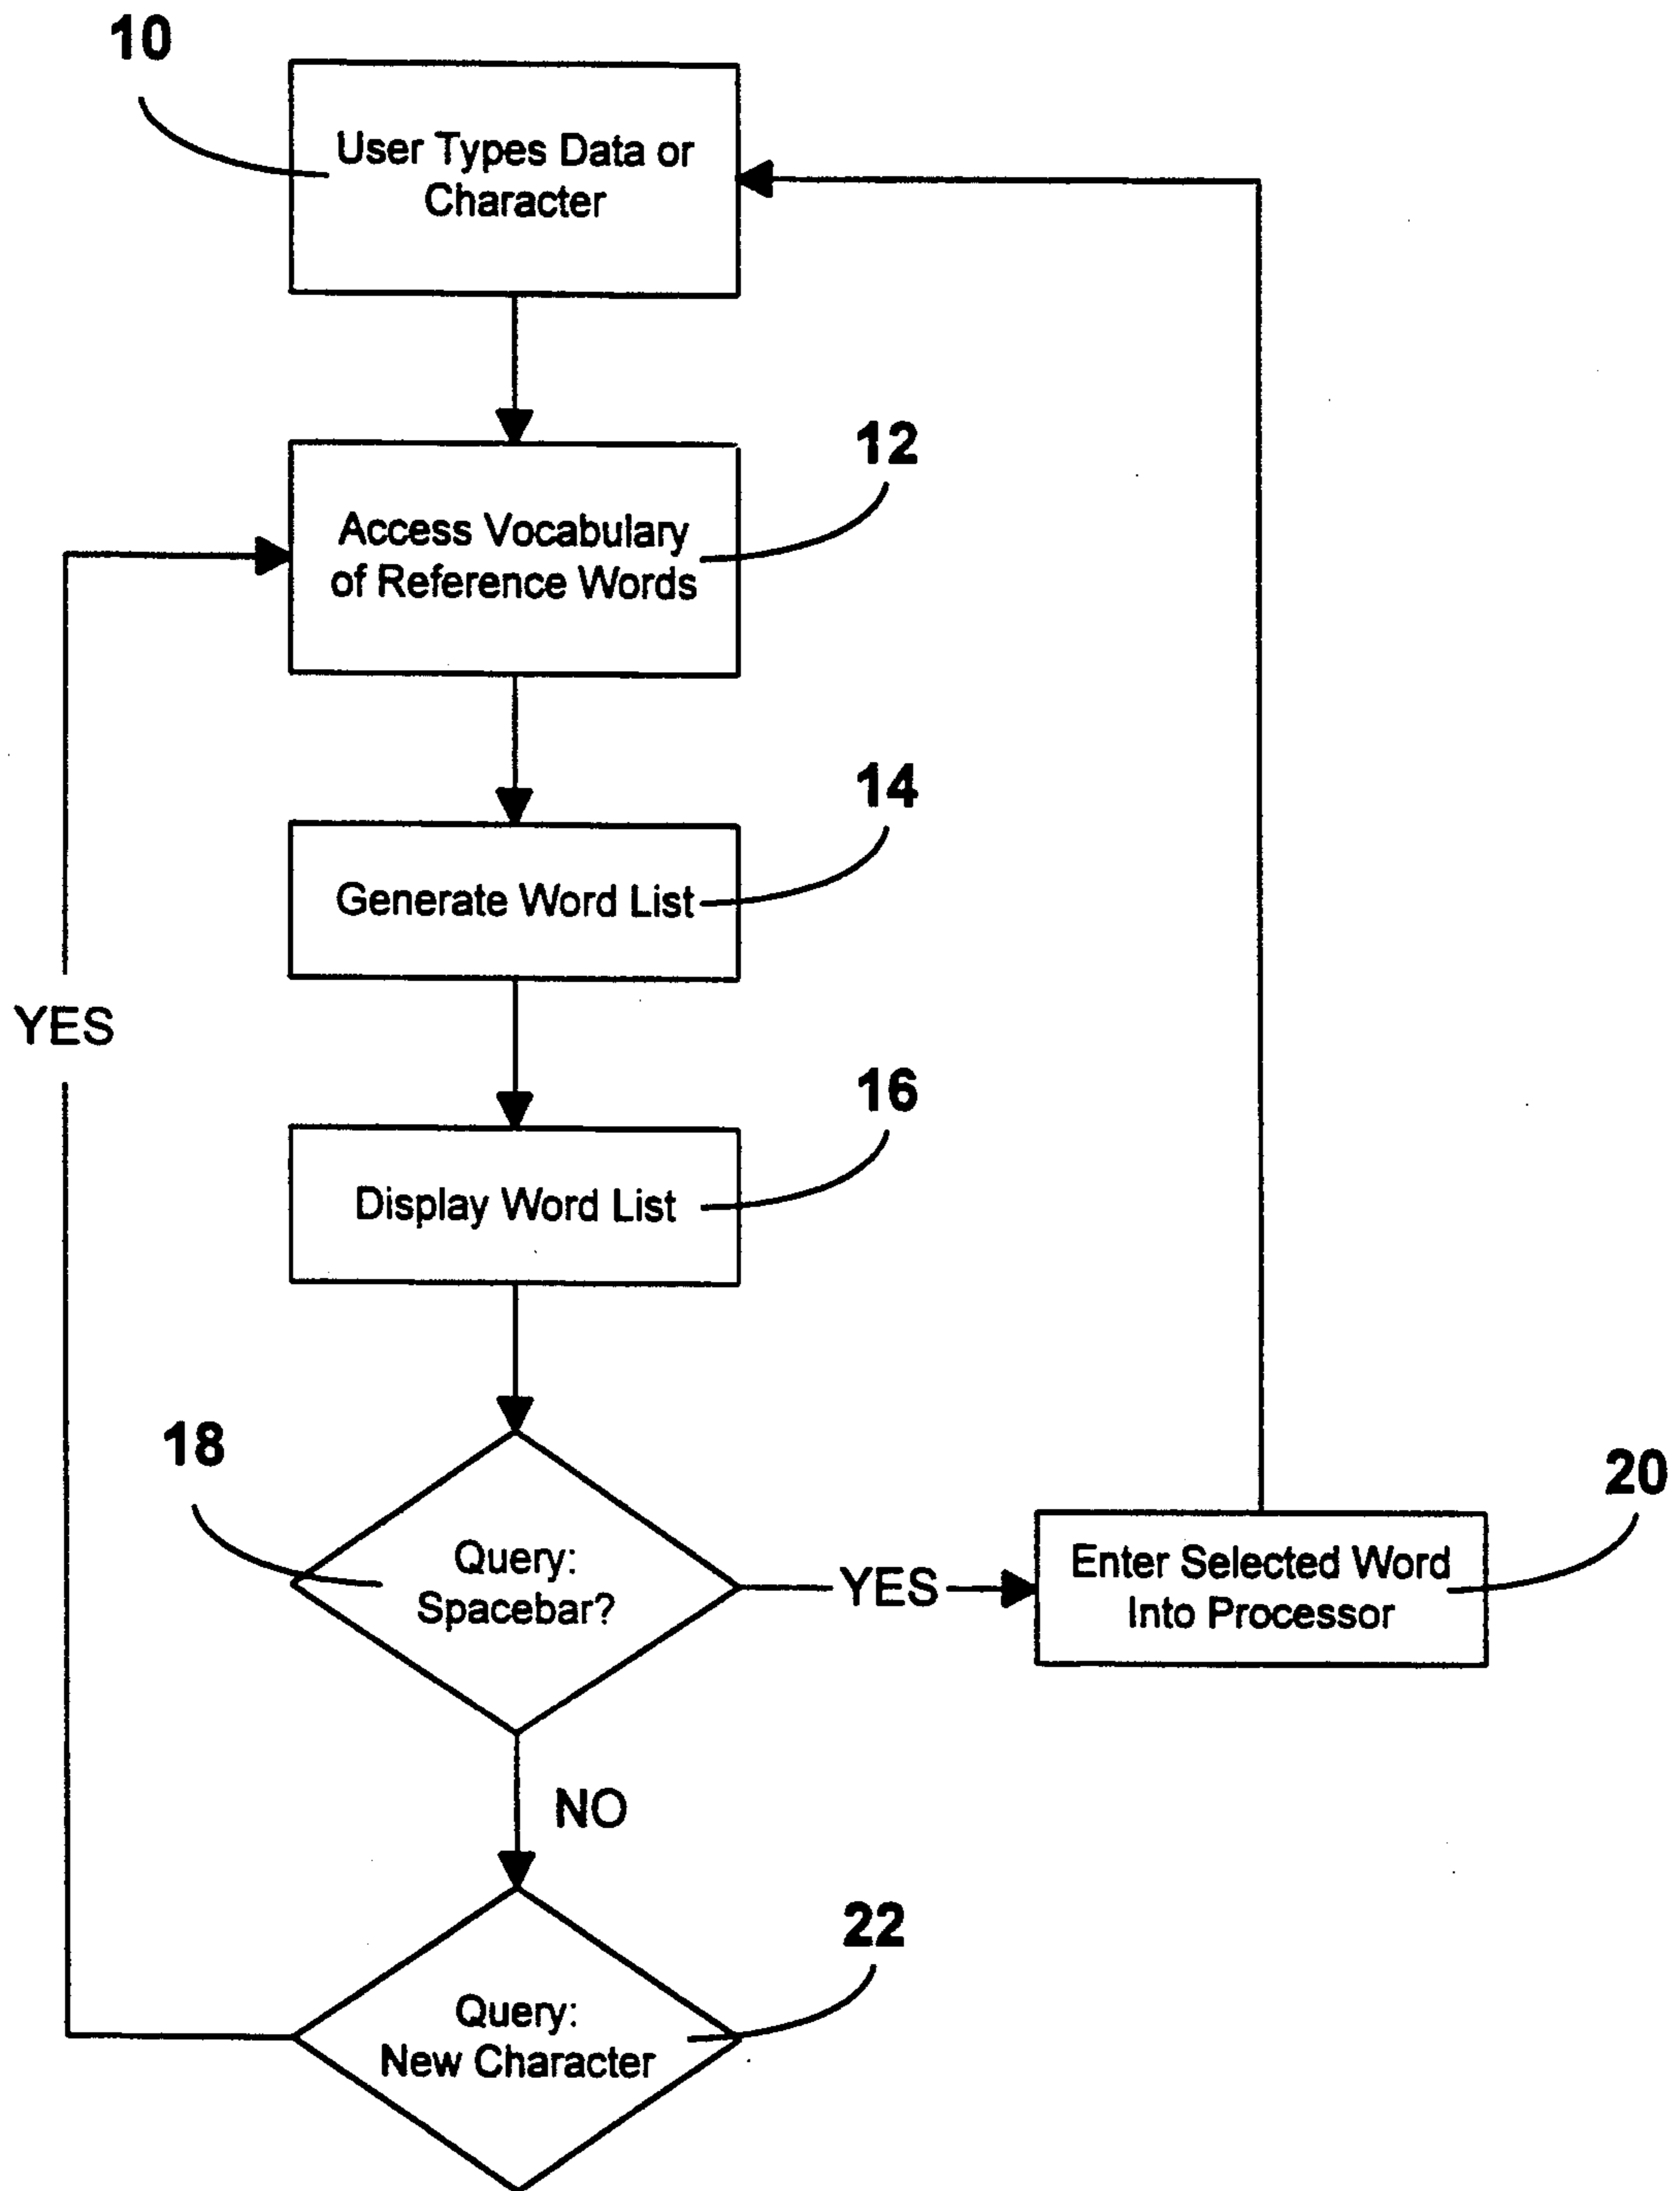 10
User Types Data or
Character
12
Access Vocabulary
of Reference Words
14
Generate Word List
YES
16
Display Word List
18
Query:
Spacebar?
YES
20
Enter Selected Word
Into Processor
NO
22
Query:
New Character